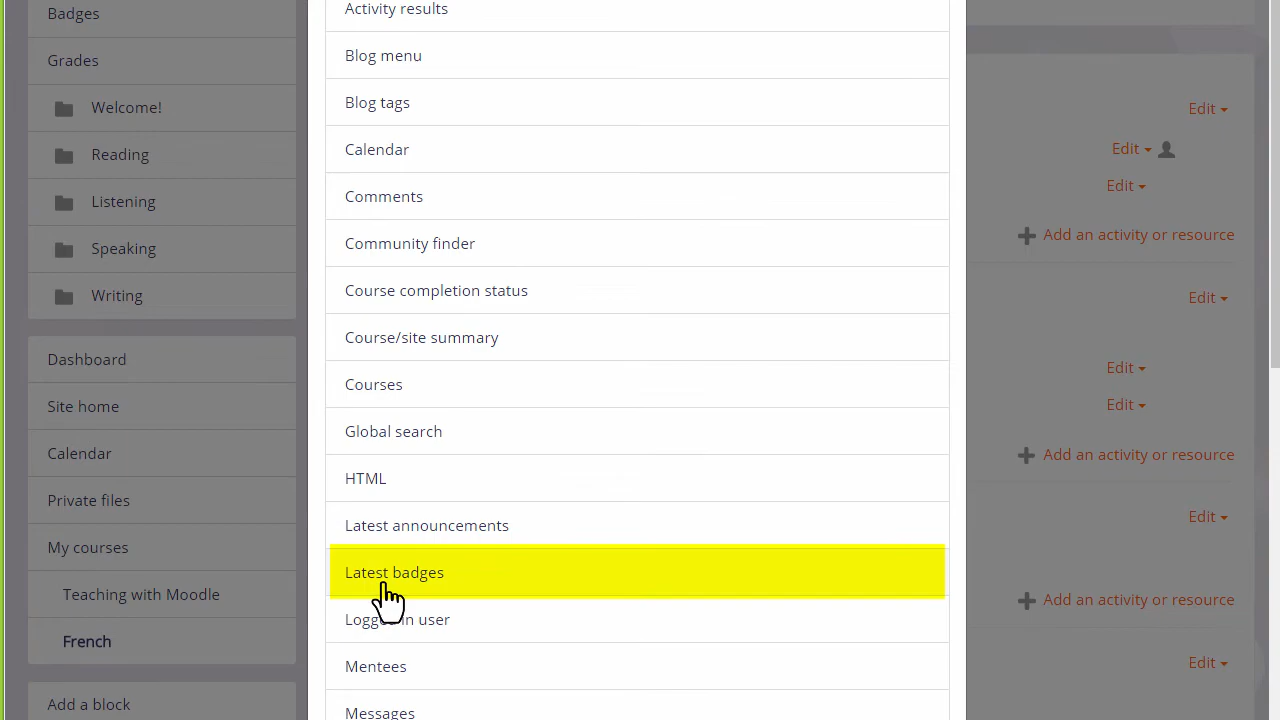 Badges
Grades
Welcome!
Reading
Listening
Speaking
Writing
Dashboard
Site home
Calendar
Private files
My courses
Teaching with Moodle
French
Add a block
Activity results
Blog menu
Blog tags
Calendar
Comments
Community finder
Course completion status
Course/site summary
Courses
Global search
HTML
Latest announcements
Latest badges
Logged in user
Mentees
Messages
Edit
Edit
Edit
Add an activity or resource
Edit
Edit
Edit
Add an activity or resource
Edit
Add an activity or resource
Edit